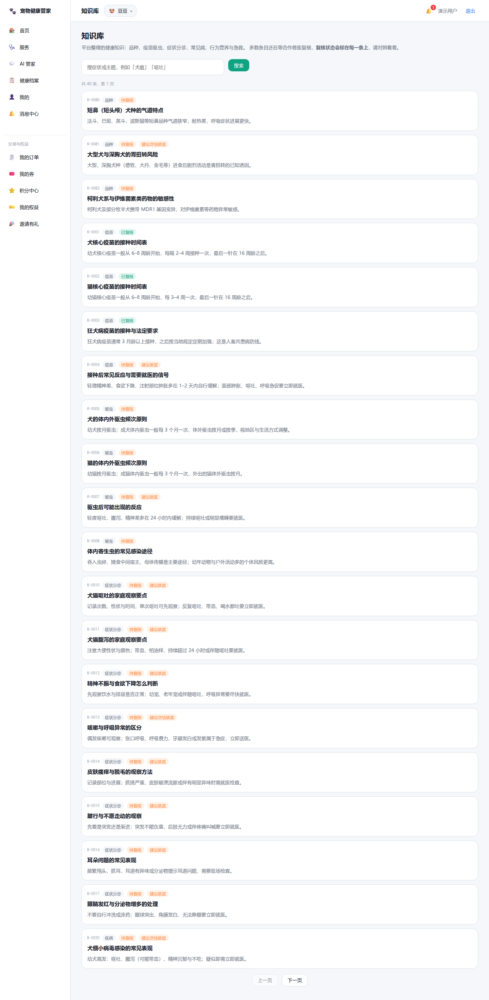 宠物健康管家
首页
服务
AI 管家
健康档案
我的
消息中心
交易与权益
我的订单
我的券
积分中心
我的权益
邀请有礼
知识库 豆豆 ▾
1
演示用户 退出
知识库
平台整理的健康知识：品种、疫苗驱虫、症状分诊、常见病、行为营养与急救。 多数条目还在等合作兽医复核，复核状态会标在每一条上，请对照着看。
搜症状或主题，例如「犬瘟」「呕吐」 搜索
共 40 条，第 1 页
K-0080 品种 待复核
短鼻（短头颅）犬种的气道特点
法斗、巴哥、英斗、波斯猫等短鼻品种气道狭窄，耐热差，呼吸症状进展更快。
K-0081 品种 待复核 建议尽快就医
大型犬与深胸犬的胃扭转风险
大型、深胸犬种（德牧、大丹、金毛等）进食后剧烈活动是胃扭转的已知诱因。
K-0082 品种 待复核
柯利犬系与伊维菌素类药物的敏感性
柯利犬及部分牧羊犬携带 MDR1 基因变异，对伊维菌素等药物异常敏感。
K-0001 疫苗 已复核
犬核心疫苗的接种时间表
幼犬核心疫苗一般从 6–8 周龄开始，每隔 2–4 周接种一次，最后一针在 16 周龄之后。
K-0002 疫苗 已复核
猫核心疫苗的接种时间表
幼猫核心疫苗一般从 6–8 周龄开始，每 3–4 周一次，最后一针在 16 周龄之后。
K-0003 疫苗 已复核
狂犬病疫苗的接种与法定要求
狂犬病疫苗通常 3 月龄以上接种，之后按当地规定定期加强；这是人畜共患病防线。
K-0004 疫苗 待复核 建议就医
接种后常见反应与需要就医的信号
轻微精神差、食欲下降、注射部位肿胀多在 1–2 天内自行缓解；面部肿胀、呕吐、呼吸急促要立即就医。
K-0005 驱虫 待复核
犬的体内外驱虫频次原则
幼犬按月驱虫；成犬体内驱虫一般每 3 个月一次，体外驱虫按月或按季，视地区与生活方式调整。
K-0006 驱虫 待复核
猫的体内外驱虫频次原则
幼猫按月驱虫；成猫体内驱虫一般每 3 个月一次，外出的猫体外驱虫按月。
K-0007 驱虫 待复核 建议就医
驱虫后可能出现的反应
轻度呕吐、腹泻、精神差多在 24 小时内缓解；持续呕吐或明显嗜睡要就医。
K-0008 驱虫 待复核
体内寄生虫的常见感染途径
吞入虫卵、捕食中间宿主、母体传播是主要途径；幼年动物与户外活动多的个体风险更高。
K-0010 症状分诊 待复核 建议就医
犬猫呕吐的家庭观察要点
记录次数、性状与时间，单次呕吐可先观察；反复呕吐、带血、喝水都吐要立即就医。
K-0011 症状分诊 待复核 建议就医
犬猫腹泻的家庭观察要点
注意大便性状与颜色；带血、柏油样、持续超过 24 小时或伴随呕吐要就医。
K-0012 症状分诊 待复核 建议就医
精神不振与食欲下降怎么判断
先观察饮水与排尿是否正常；幼宠、老年宠或伴随呕吐、呼吸异常要尽快就医。
K-0013 症状分诊 待复核 建议尽快就医
咳嗽与呼吸异常的区分
偶发咳嗽可观察；张口呼吸、呼吸费力、牙龈发白或发紫属于急症，立即送医。
K-0014 症状分诊 待复核 建议就医
皮肤瘙痒与脱毛的观察方法
记录部位与进展；抓挠严重、皮肤破溃流脓或伴有明显异味时需就医检查。
K-0015 症状分诊 待复核 建议就医
跛行与不愿走动的观察
先看是突发还是渐进；突发不能负重、后肢无力或伴疼痛叫喊要立即就医。
K-0016 症状分诊 待复核 建议就医
耳朵问题的常见表现
频繁甩头、抓耳、耳道有异味或分泌物提示耳道问题，需要现场检查。
K-0017 症状分诊 待复核 建议就医
眼睛发红与分泌物增多的处理
不要自行冲洗或涂药；眼球突出、角膜发白、无法睁眼要立即就医。
K-0020 疾病 待复核 建议尽快就医
犬细小病毒感染的常见表现
幼犬高发：呕吐、腹泻（可能带血）、精神沉郁与不吃；疑似即需立即就医。
上一页 下一页